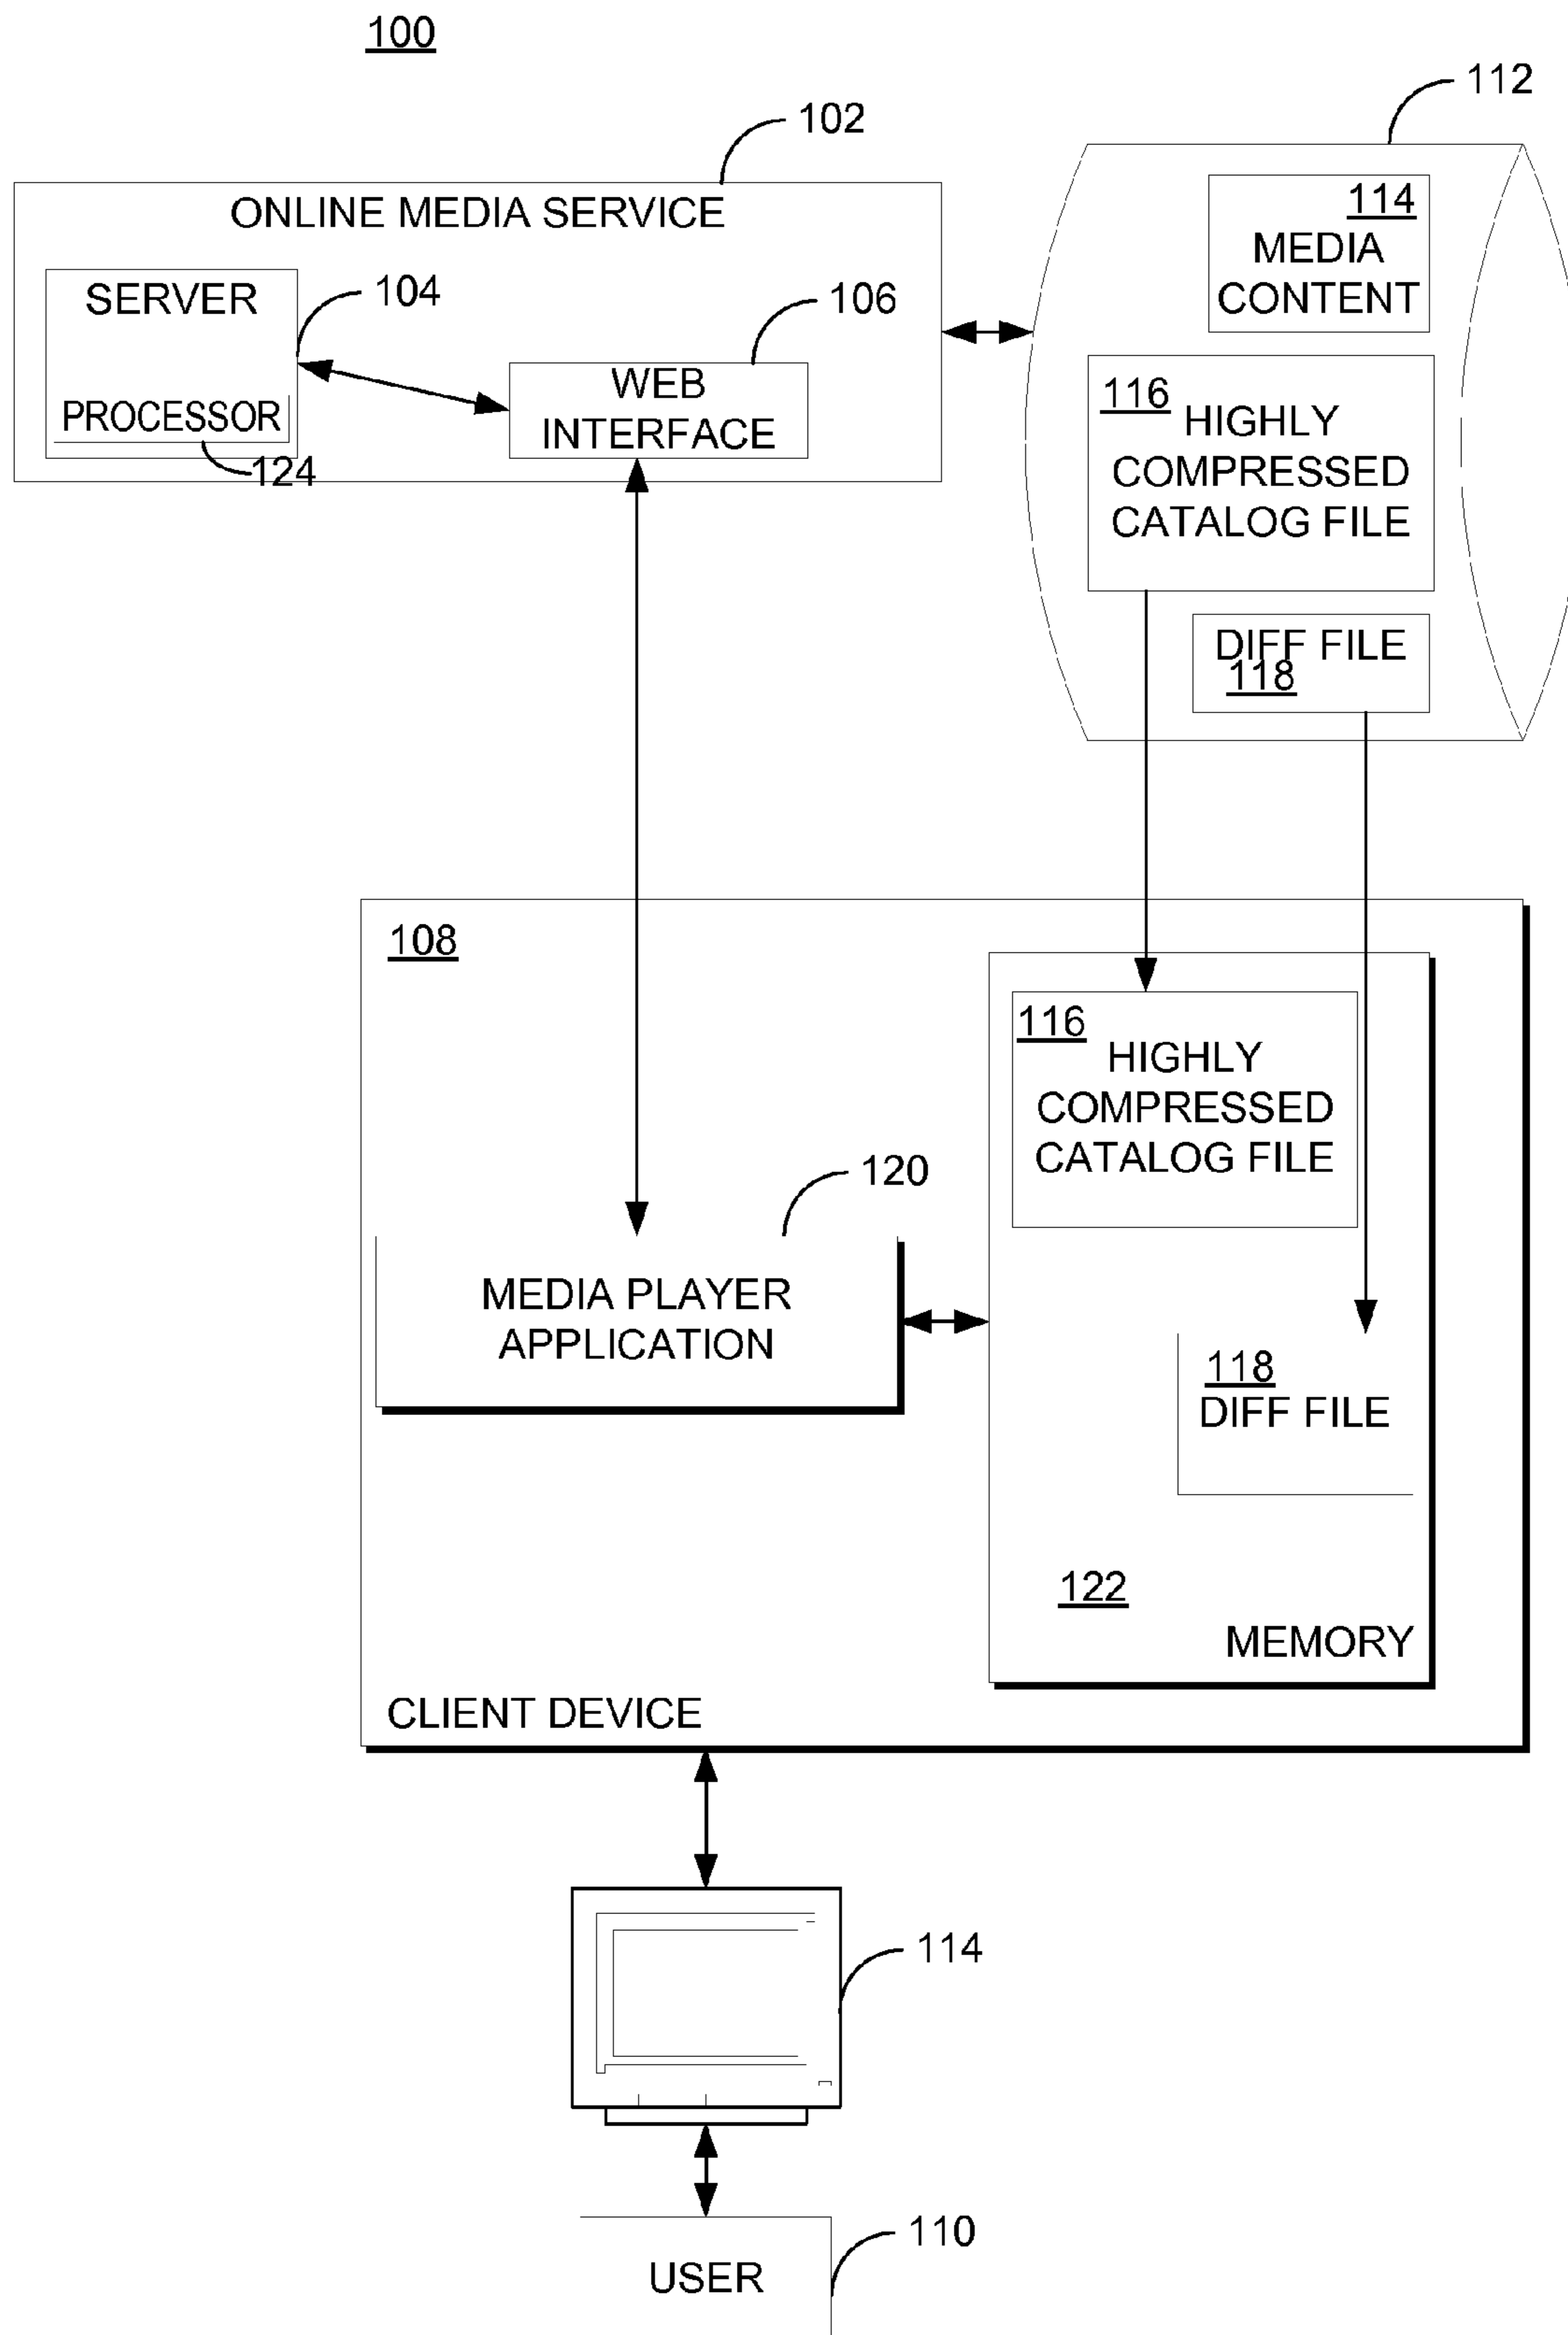 100
112
102
ONLINE MEDIA SERVICE
114
MEDIA
CONTENT
SERVER
104
106
PROCESSOR
124
WEB
INTERFACE
116
HIGHLY
COMPRESSED
CATALOG FILE
DIFF FILE
118
108
116
HIGHLY
COMPRESSED
CATALOG FILE
120
MEDIA PLAYER
APPLICATION
118
DIFF FILE
122
MEMORY
CLIENT DEVICE
114
110
USER